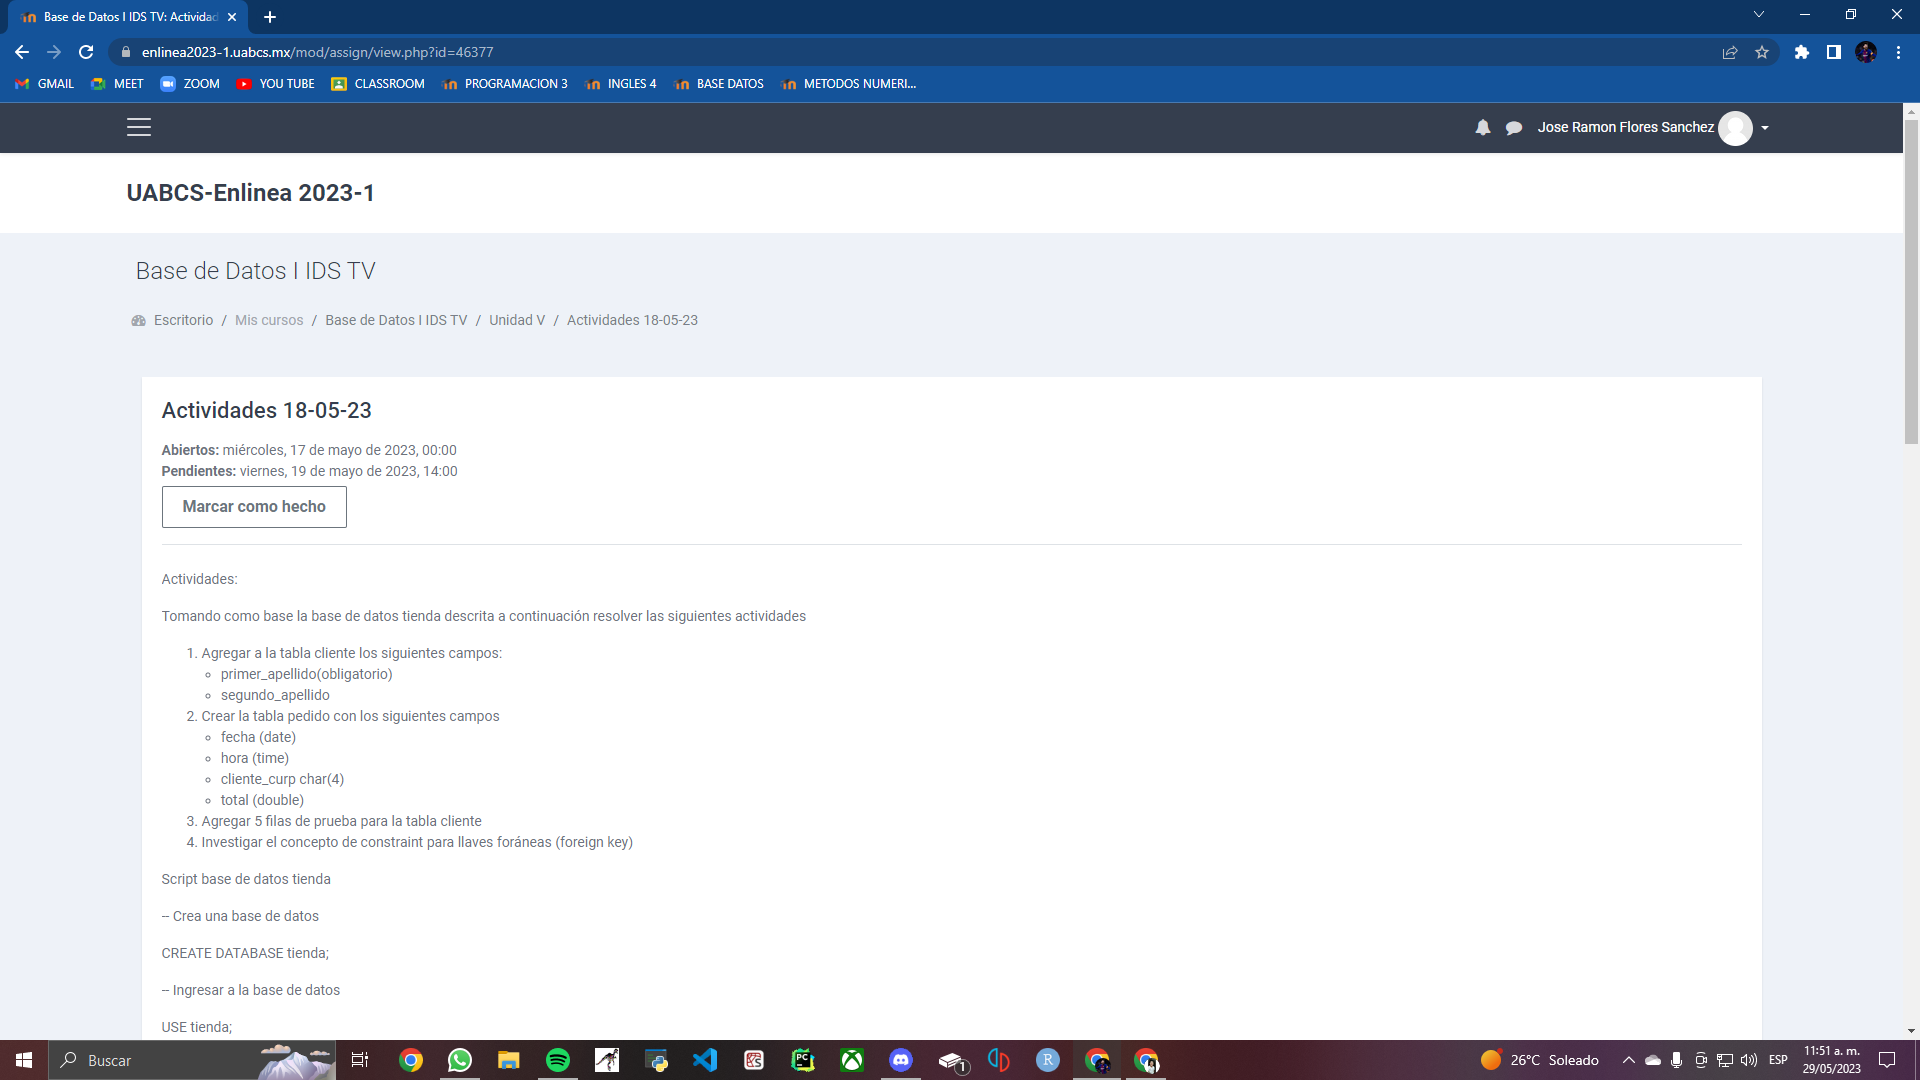 Base de Datos I IDS TV: Actividad
enlinea2023-1.uabcs.mx/mod/assign/view.php?id=46377
GMAIL MEET ZOOM YOU TUBE CLASSROOM PROGRAMACION 3 INGLES 4 BASE DATOS METODOS NUMERI...
Jose Ramon Flores Sanchez
UABCS-Enlinea 2023-1
Base de Datos I IDS TV
Escritorio / Mis cursos / Base de Datos I IDS TV / Unidad V / Actividades 18-05-23
Actividades 18-05-23
Abiertos: miércoles, 17 de mayo de 2023, 00:00
Pendientes: viernes, 19 de mayo de 2023, 14:00
Marcar como hecho
Actividades:
Tomando como base la base de datos tienda descrita a continuación resolver las siguientes actividades
1. Agregar a la tabla cliente los siguientes campos:
primer_apellido(obligatorio)
segundo_apellido
2. Crear la tabla pedido con los siguientes campos
fecha (date)
hora (time)
cliente_curp char(4)
total (double)
3. Agregar 5 filas de prueba para la tabla cliente
4. Investigar el concepto de constraint para llaves foráneas (foreign key)
Script base de datos tienda
-- Crea una base de datos
CREATE DATABASE tienda;
-- Ingresar a la base de datos
USE tienda;
Buscar
PC
1
R
26°C Soleado
ESP
11:51 a. m.
29/05/2023